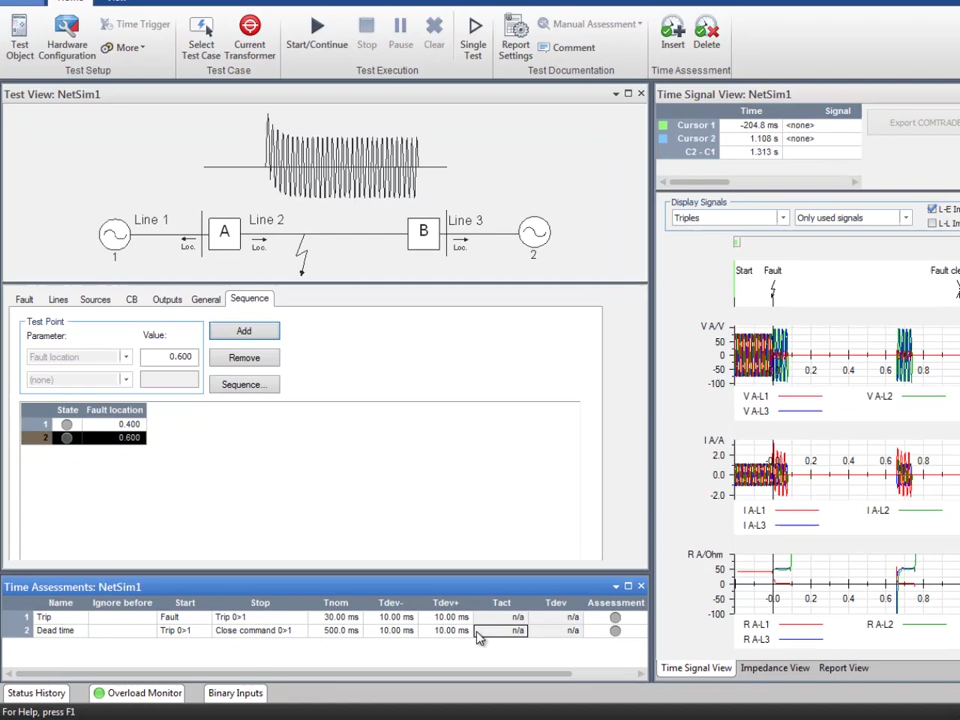 Home View
Test Object
Hardware Configuration
Time Trigger
More
Test Setup
Select Test Case
Current Transformer
Test Case
Start/Continue
Stop
Pause
Clear
Single Test
Test Execution
Report Settings
Manual Assessment
Comment
Test Documentation
Insert
Delete
Time Assessment
Test View: NetSim1
Line 1
A
Line 2
B
Line 3
Loc.
Loc.
Loc.
1
2
Fault Lines Sources CB Outputs General Sequence
Test Point
Parameter: Value:
Fault location 0.600
(none)
Add
Remove
Sequence...
State Fault location
1 0.400
2 0.600
Time Assessments: NetSim1
Name Ignore before Start Stop Tnom Tdev- Tdev+ Tact Tdev Assessment
1 Trip Fault Trip 0>1 30.00 ms 10.00 ms 10.00 ms n/a n/a
2 Dead time Trip 0>1 Close command 0>1 500.0 ms 10.00 ms 10.00 ms n/a n/a
Status History Overload Monitor Binary Inputs
For Help, press F1
Time Signal View: NetSim1
Time Signal
Cursor 1 -204.8 ms <none>
Cursor 2 1.108 s <none>
C2 - C1 1.313 s
Export COMTRADE
Display Signals
Triples Only used signals
L-E
L-L
Start Fault Fault cle
V A/V
50
0
-50
-100
0.2 0.4 0.6 0.8
V A-L1 V A-L2
V A-L3
I A/A
2.0
0.0
-2.0
-0 0.2 0.4 0.6 0.8
I A-L1 I A-L2
I A-L3
R A/Ohm
50
0
-50
-100
-0.0 0.2 0.4 0.6 0.8
R A-L1 R A-L2
R A-L3
Time Signal View Impedance View Report View